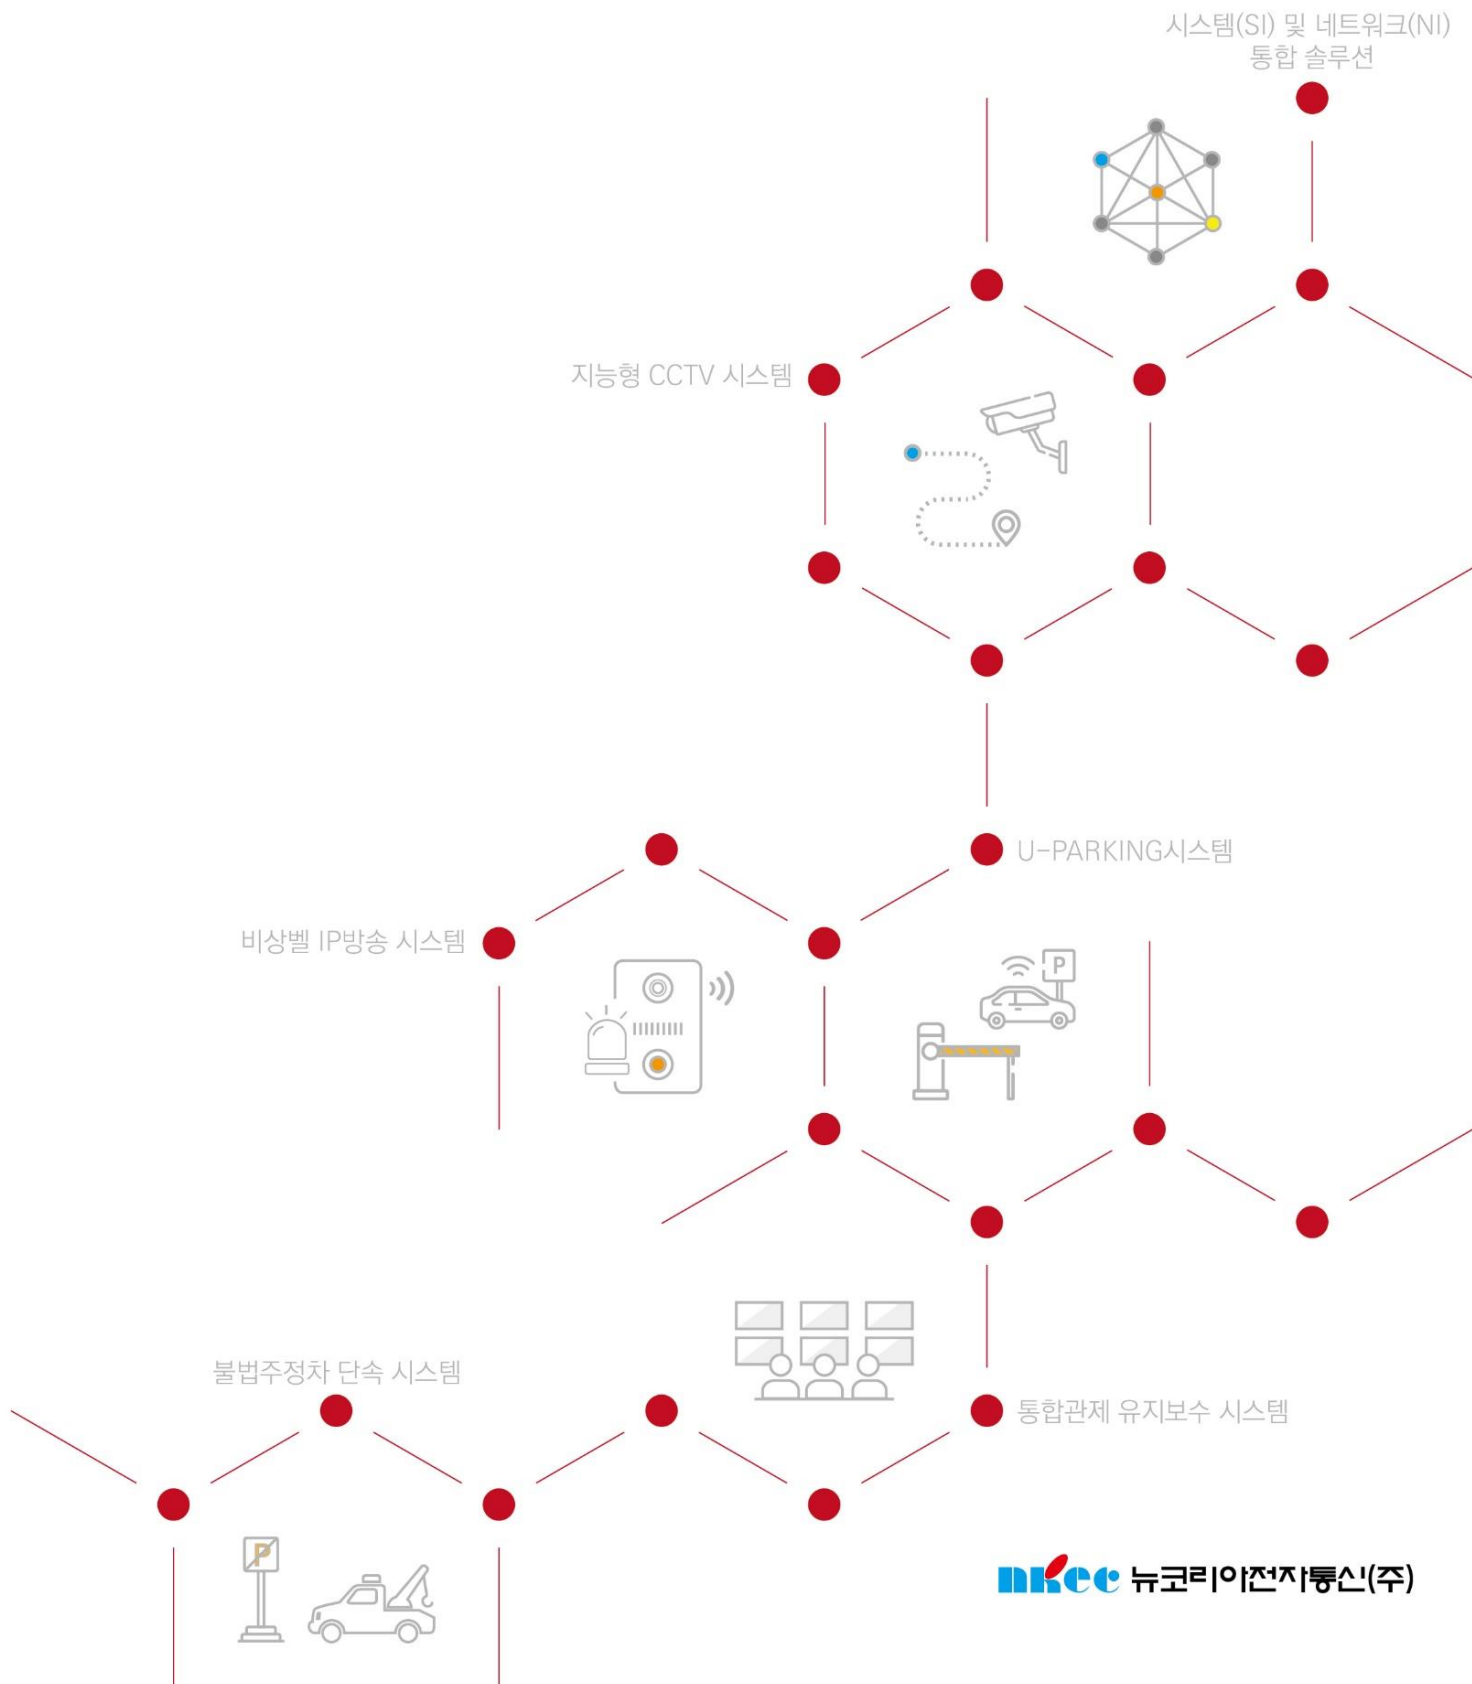 시스템(SI) 및 네트워크(NI)
통합 솔루션
지능형 CCTV 시스템
U-PARKING시스템
비상벨 IP방송 시스템
P
불법주정차 단속 시스템
통합관제 유지보수 시스템
P
nkec 뉴코리아전자통신(주)